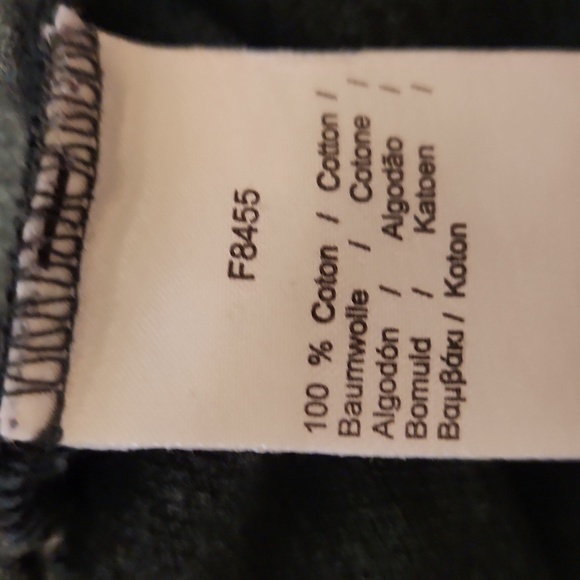 F8455
100 % Coton / Cotton /
Baumwolle / Cotone /
Algodón / Algodão /
Bomuld / Katoen /
Βαμβάκι / Koton